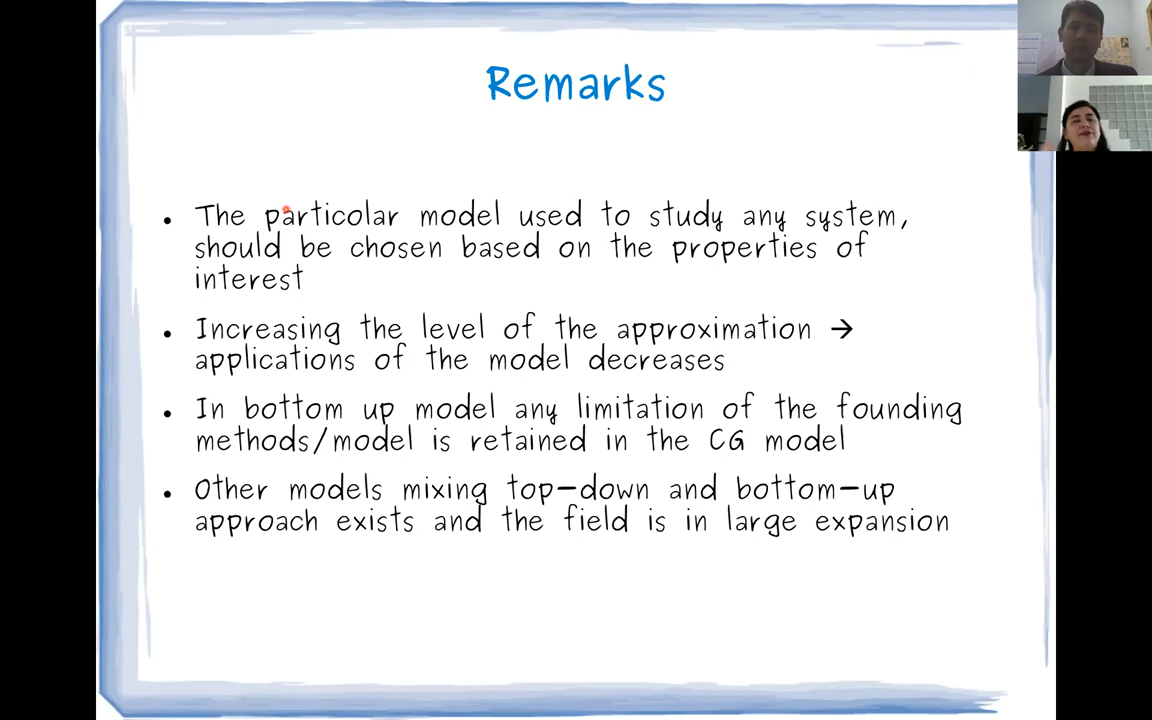 Remarks
• The particolar model used to study any system,
should be chosen based on the properties of
interest
• Increasing the level of the approximation →
applications of the model decreases
• In bottom up model any limitation of the founding
methods/model is retained in the CG model
• Other models mixing top-down and bottom-up
approach exists and the field is in large expansion